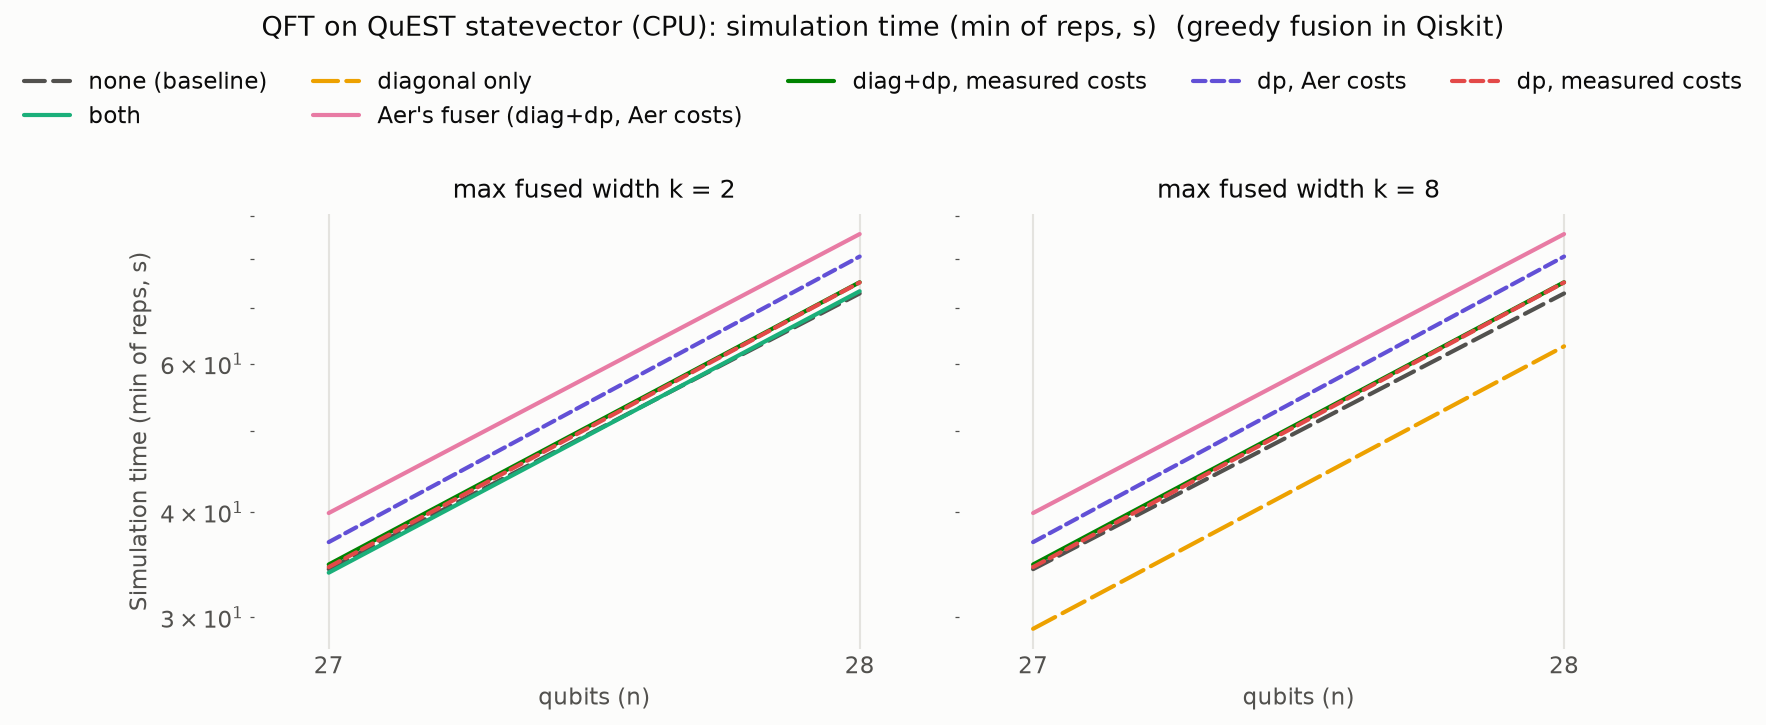 QFT on QuEST statevector (CPU): simulation time (min of reps, s)  (greedy fusion in Qiskit)
none (baseline)
diagonal only
diag+dp, measured costs
dp, Aer costs
dp, measured costs
both
Aer's fuser (diag+dp, Aer costs)
max fused width k = 2
max fused width k = 8
Simulation time (min of reps, s)
6 × 10¹
4 × 10¹
3 × 10¹
27
28
27
28
qubits (n)
qubits (n)